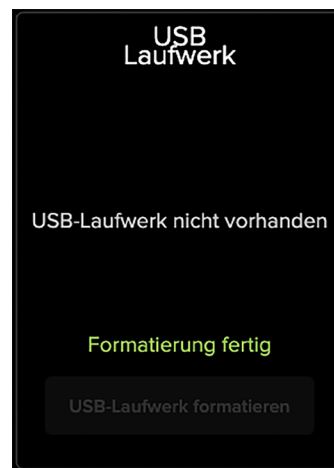 USB
Laufwerk
USB-Laufwerk nicht vorhanden
Formatierung fertig
USB-Laufwerk formatieren